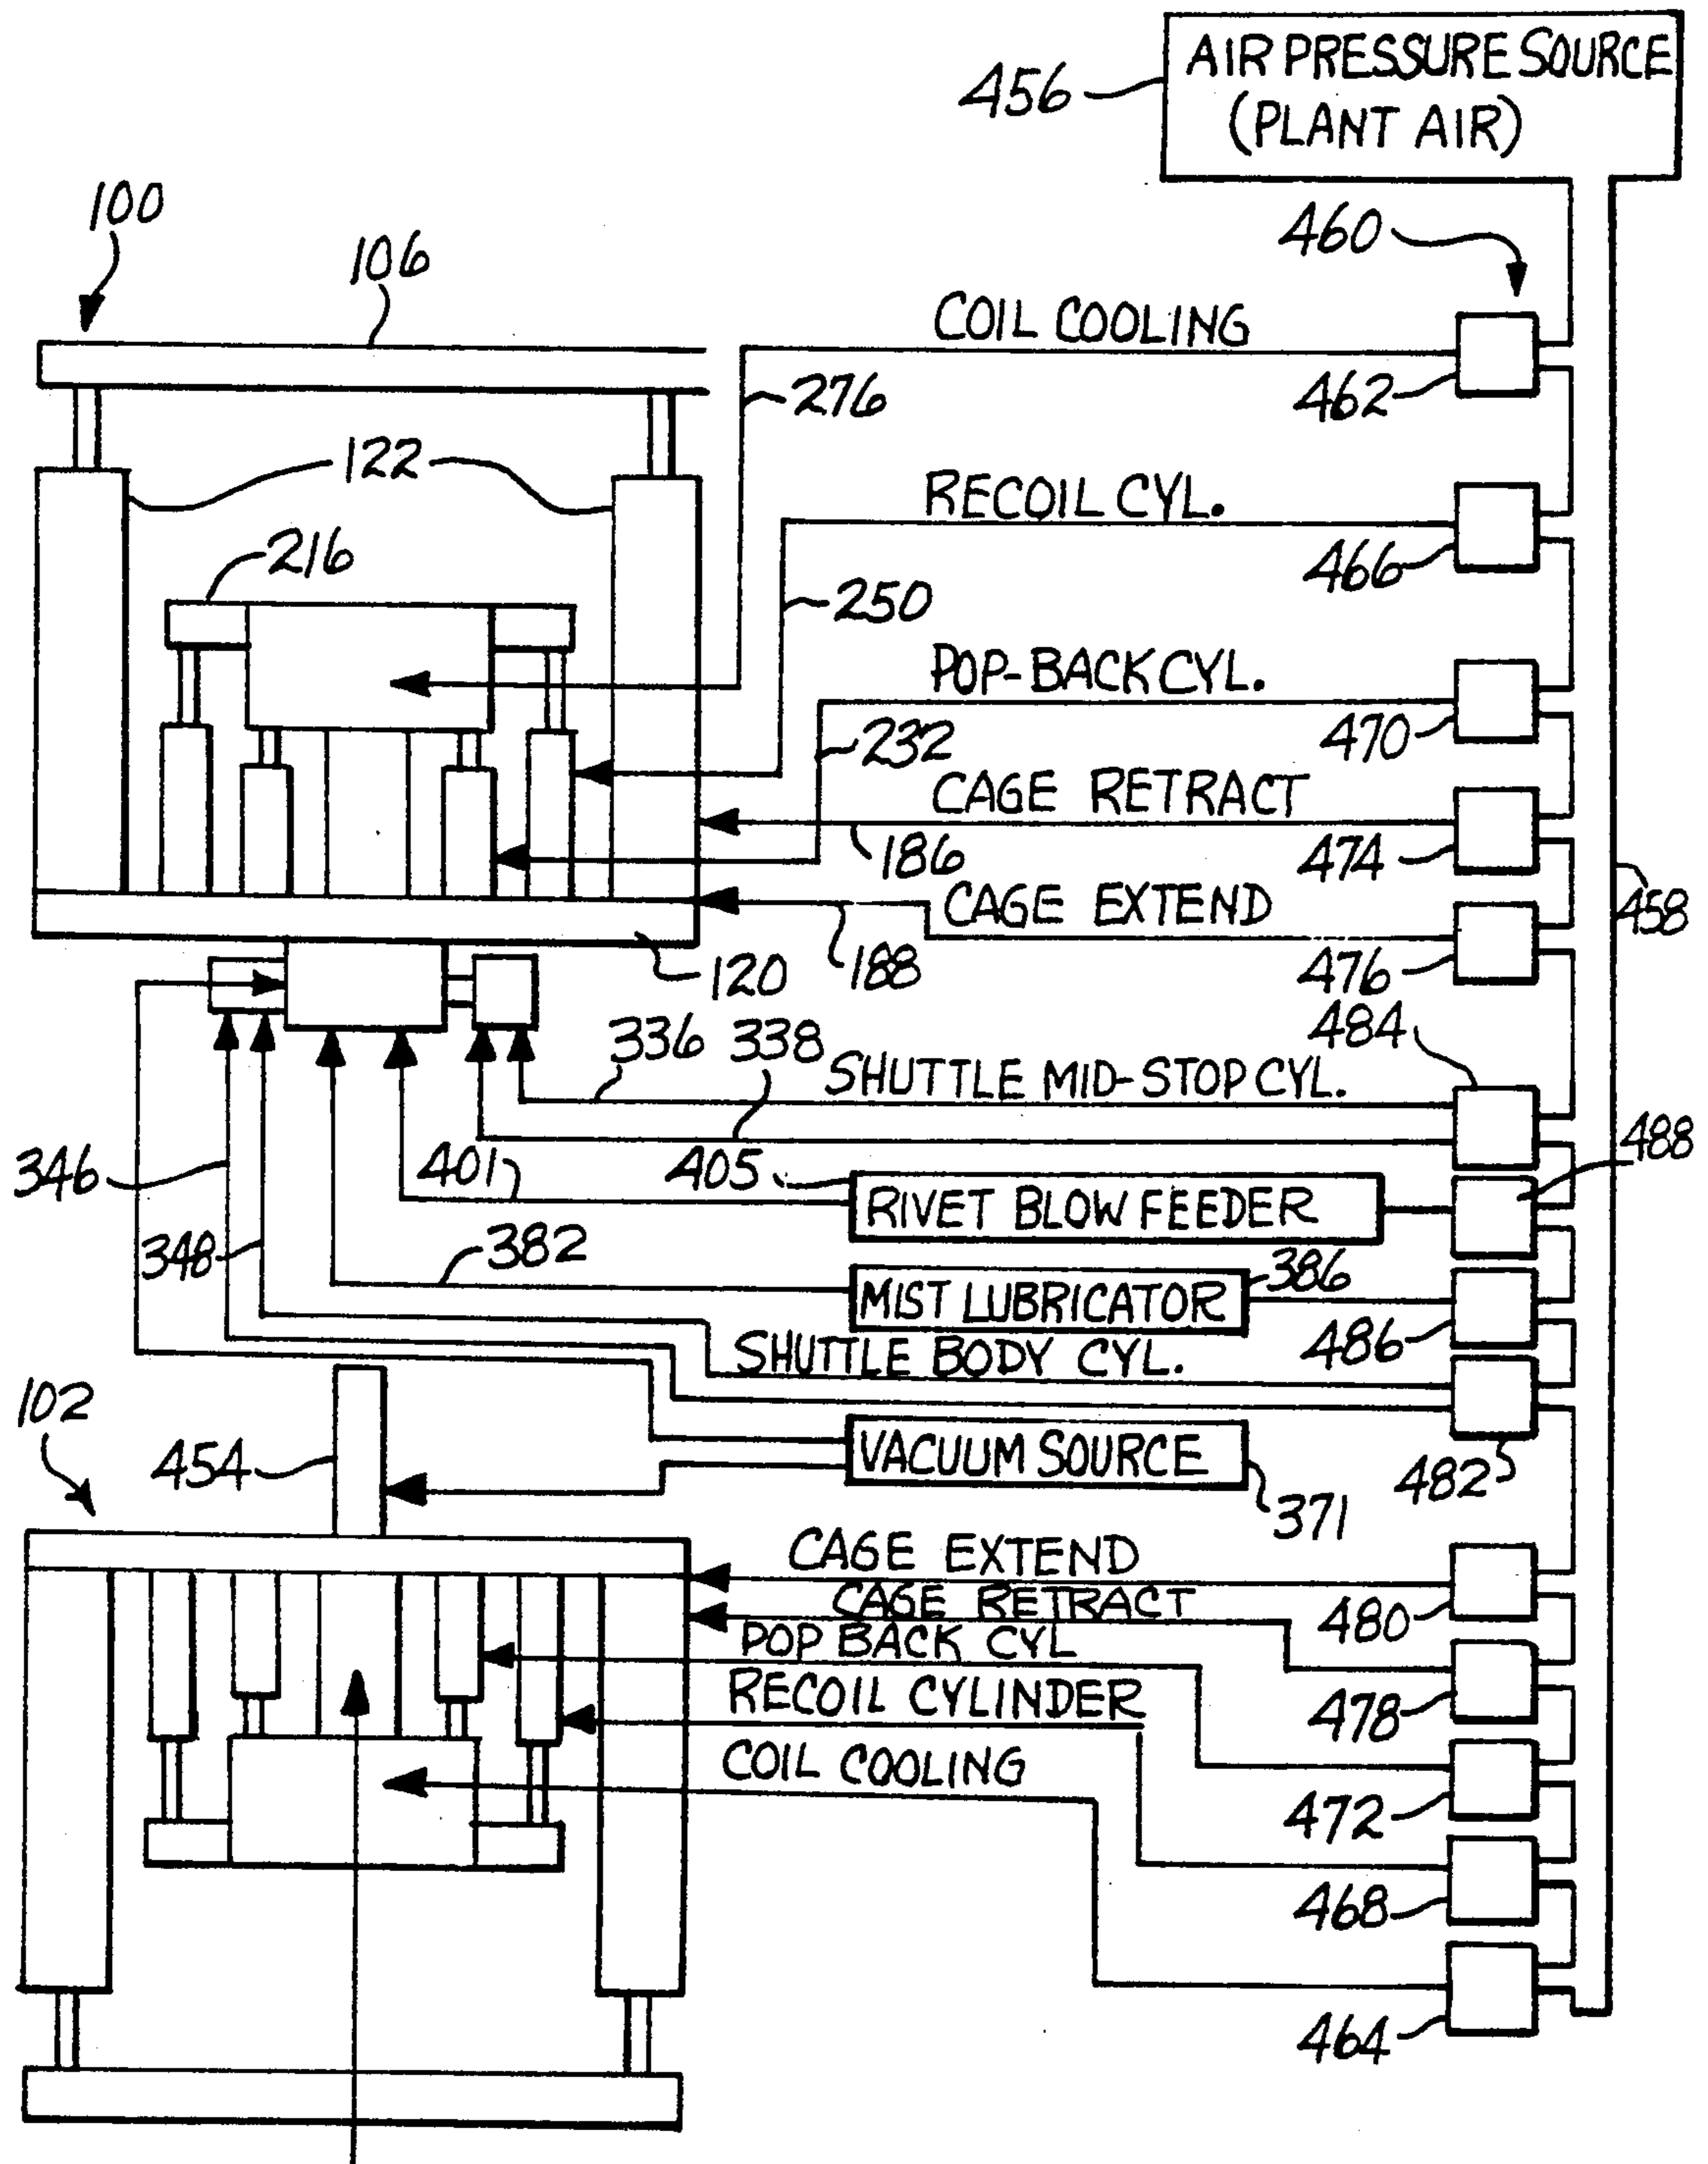 AIR PRESSURE SOURCE
(PLANT AIR)
456
100
460
106
COIL COOLING
276
462
122
RECOIL CYL.
216
466
250
POP-BACK CYL.
470
232
CAGE RETRACT
186
474
458
CAGE EXTEND
120
188
476
484
336
338
SHUTTLE MID-STOP CYL.
488
346
401
405
RIVET BLOW FEEDER
348
382
386
MIST LUBRICATOR
486
SHUTTLE BODY CYL.
102
454
VACUUM SOURCE
482
371
CAGE EXTEND
CAGE RETRACT
480
POP BACK CYL
RECOIL CYLINDER
478
COIL COOLING
472
468
464